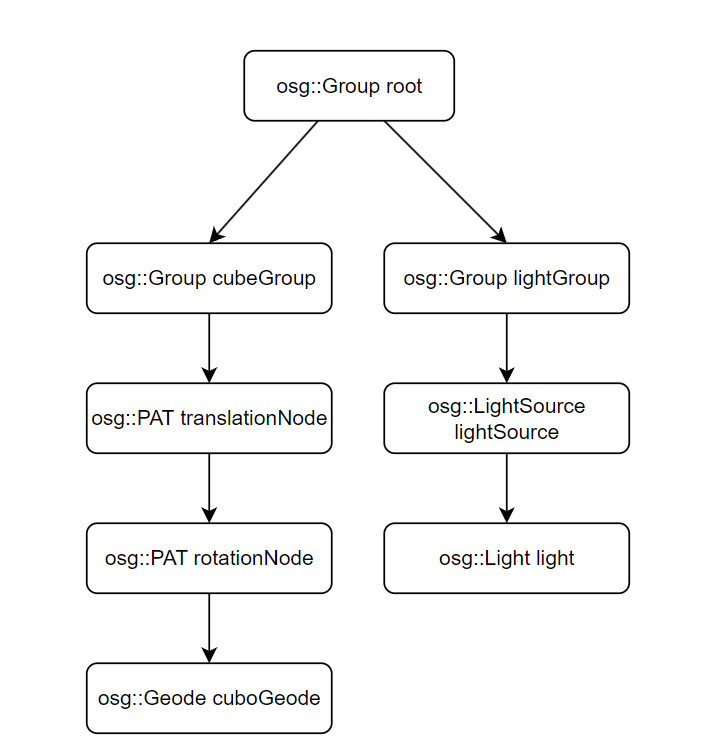 osg::Group root
osg::Group cubeGroup
osg::Group lightGroup
osg::PAT translationNode
osg::LightSource
lightSource
osg::PAT rotationNode
osg::Light light
osg::Geode cuboGeode